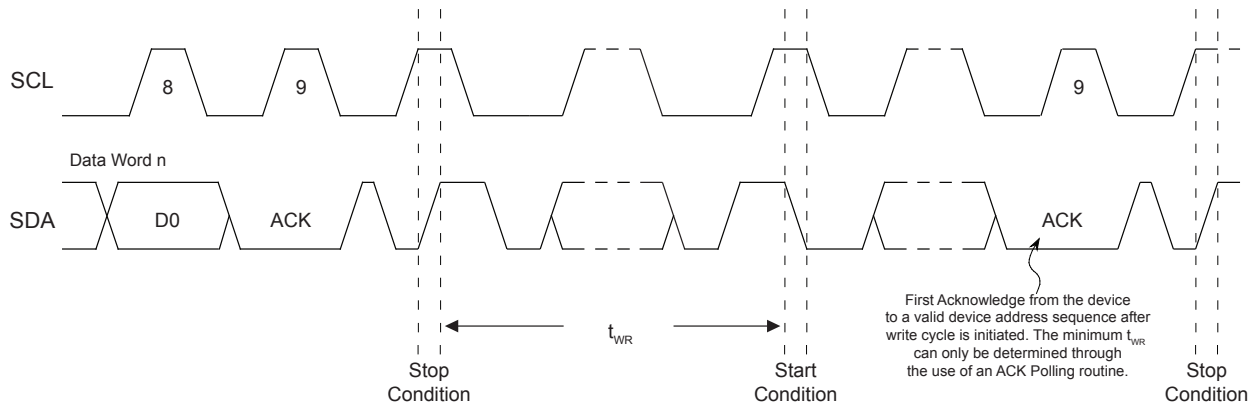 SCL
8
9
9
Data Word n
SDA
D0
ACK
ACK
First Acknowledge from the device
to a valid device address sequence after
write cycle is initiated. The minimum tWR
can only be determined through
the use of an ACK Polling routine.
tWR
Stop
Condition
Start
Condition
Stop
Condition